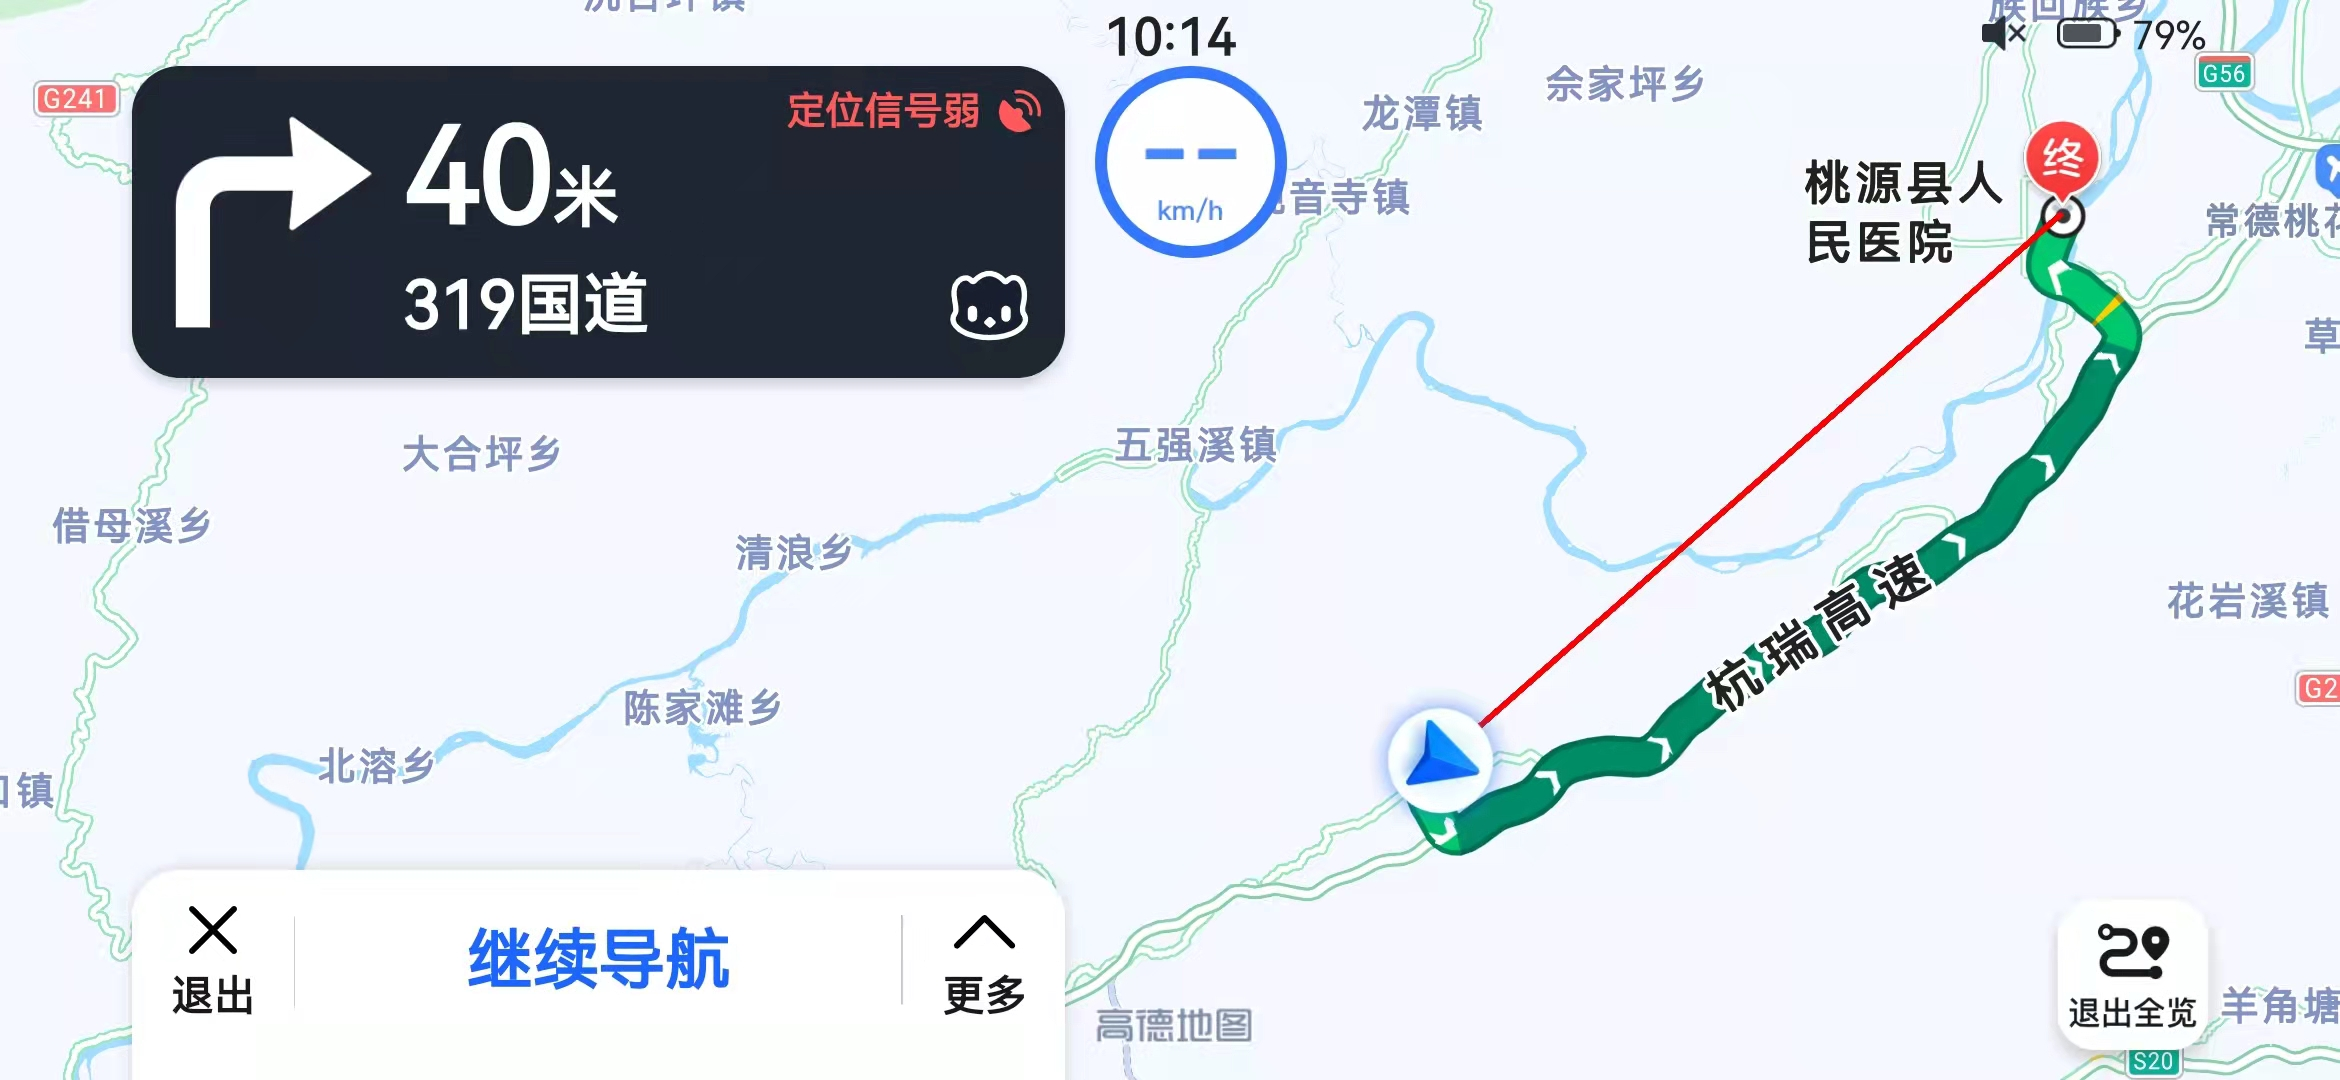 10:14
79%
G241
定位信号弱
40米
319国道
km/h
龙潭镇
佘家坪乡
G56
音寺镇
终
桃源县人
民医院
常德桃花
草
大合坪乡
五强溪镇
借母溪乡
清浪乡
杭瑞高速
花岩溪镇
G2
陈家滩乡
北溶乡
口镇
退出
继续导航
更多
高德地图
退出全览
羊角塘
S20